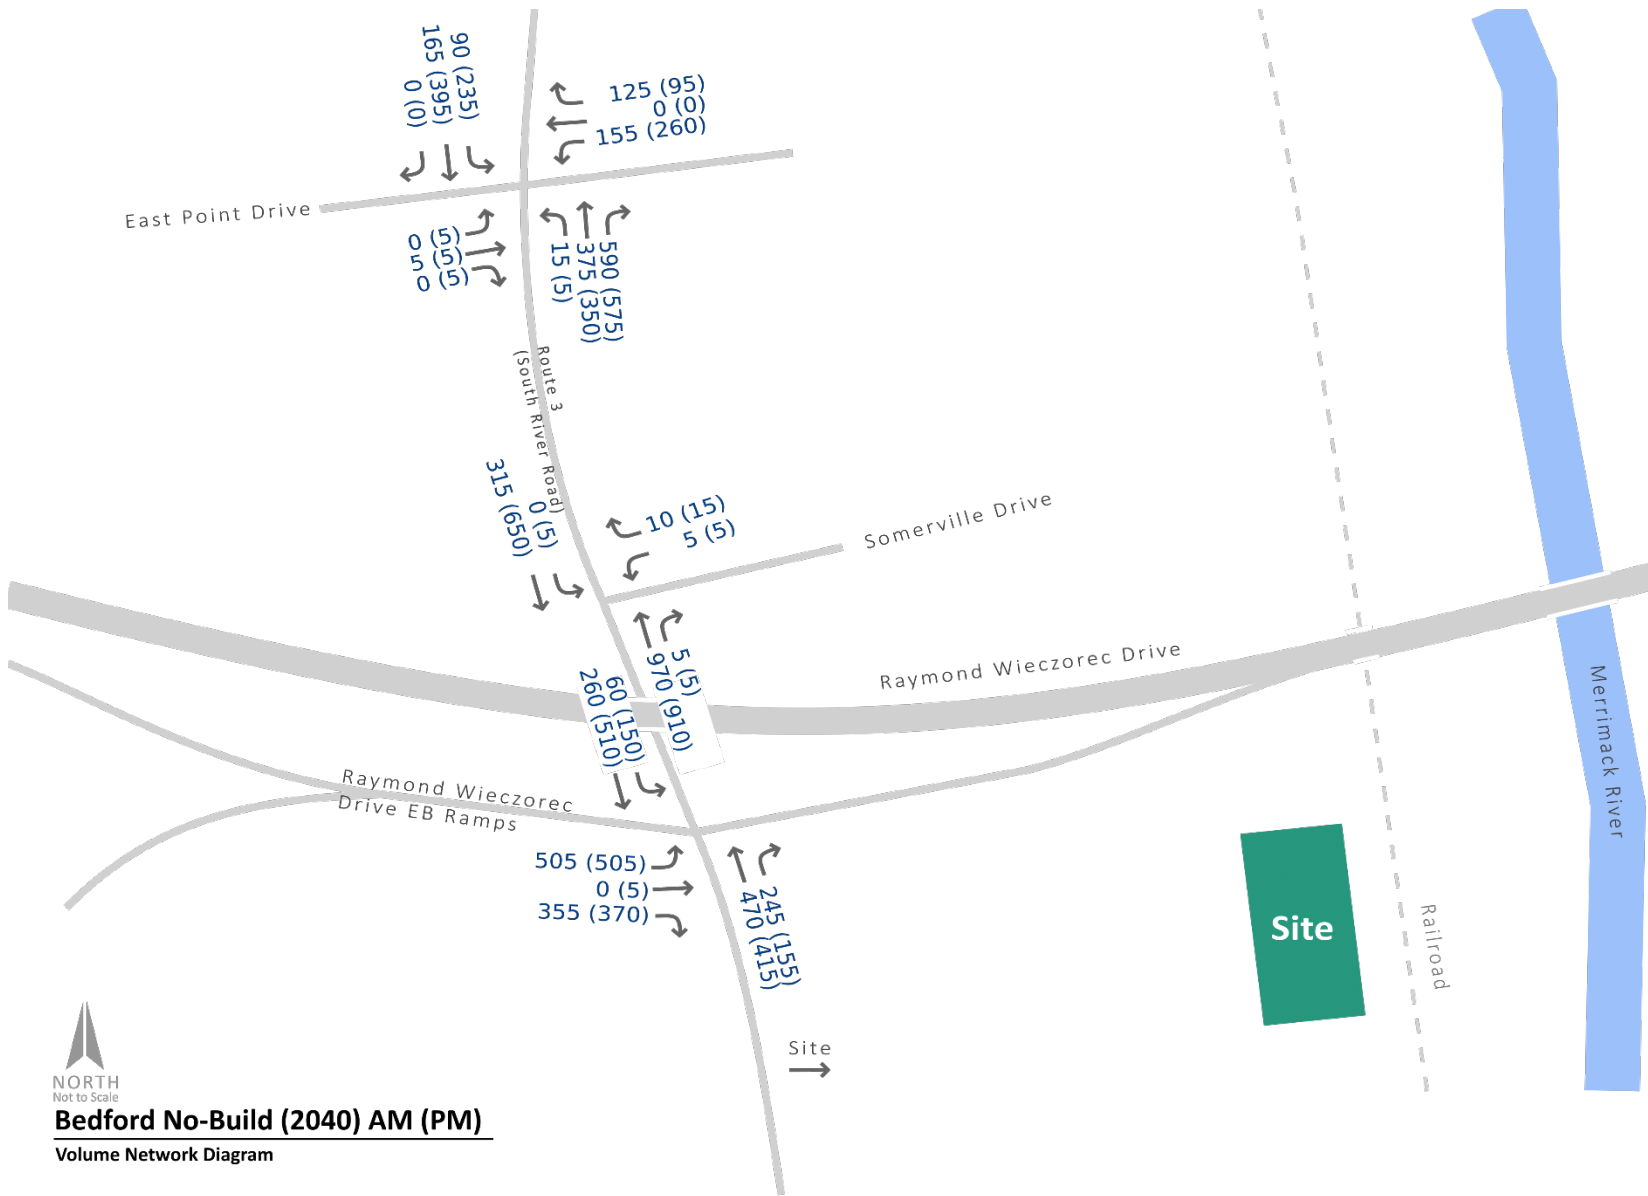 90 (235)
165 (395)
0 (0)
125 (95)
0 (0)
155 (260)
East Point Drive
0 (5)
5 (5)
0 (5)
15 (5)
375 (350)
590 (575)
Route 3
(South River Road)
315 (650)
0 (5)
10 (15)
5 (5)
Somerville Drive
5 (5)
970 (910)
60 (150)
260 (510)
Raymond Wieczorec Drive
Merrimack River
Raymond Wieczorec
Drive EB Ramps
505 (505)
0 (5)
355 (370)
245 (155)
470 (415)
Site
Railroad
Site
NORTH
Not to Scale
Bedford No-Build (2040) AM (PM)
Volume Network Diagram